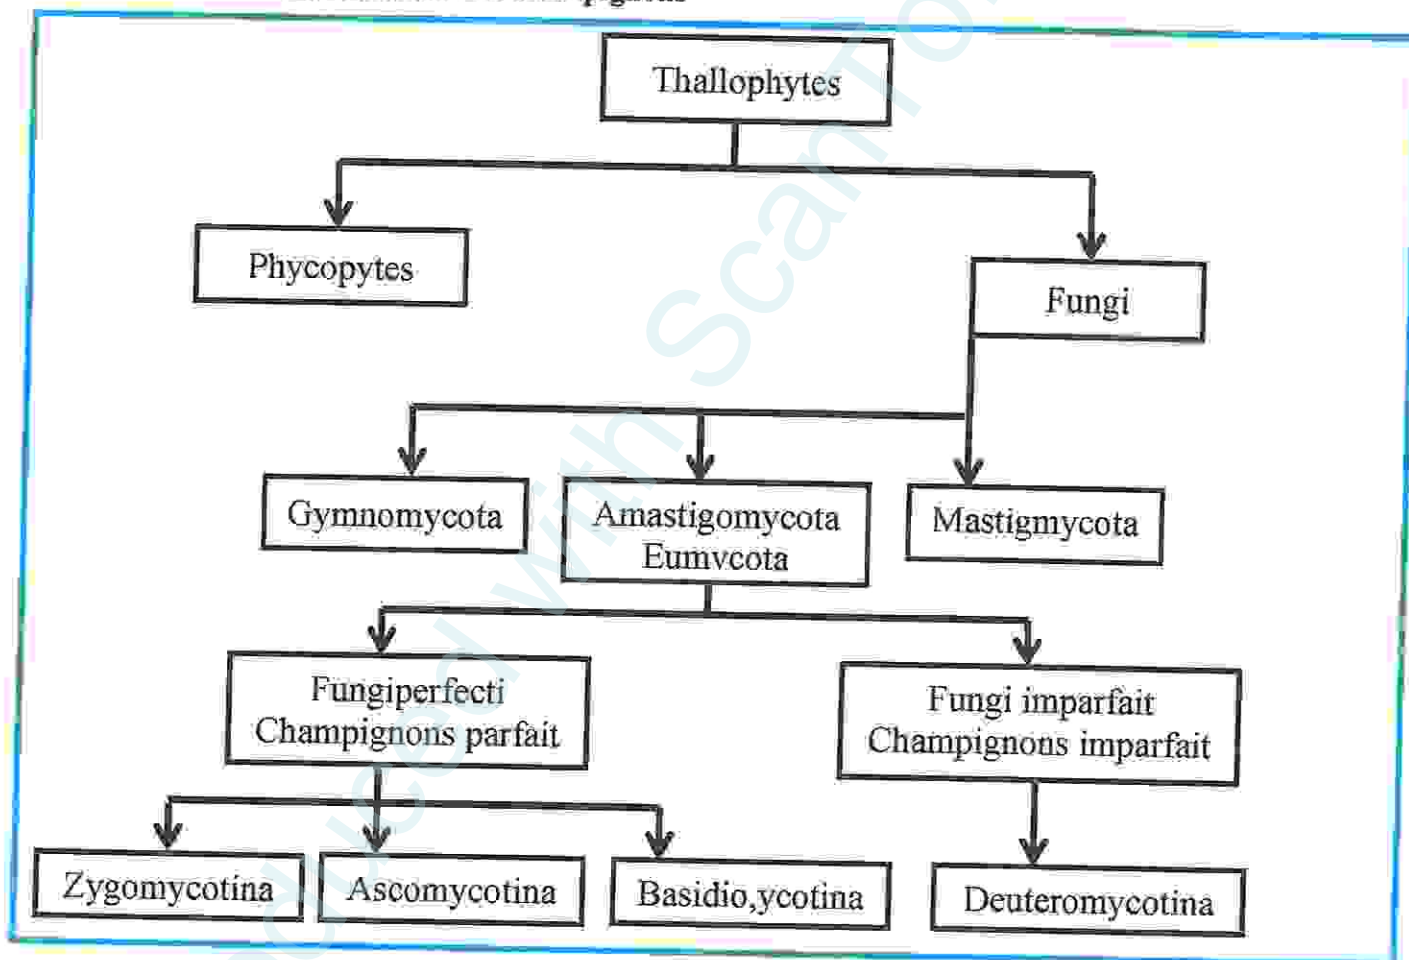 Thallophytes
Phycopytes
Fungi
Gymnomycota
Amastigomycota
Eumvcota
Mastigmycota
Fungiperfecti
Champignons parfait
Fungi imparfait
Champignons imparfait
Zygomycotina
Ascomycotina
Basidio,ycotina
Deuteromycotina